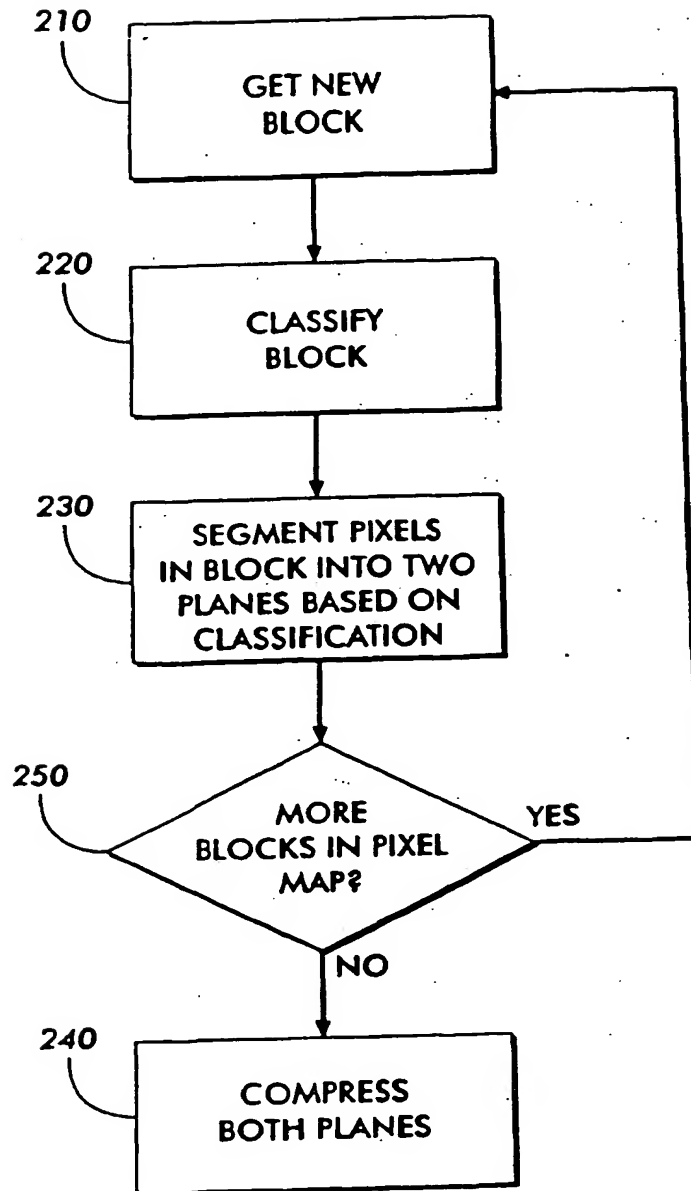 210
GET NEW
BLOCK
220
CLASSIFY
BLOCK
230
SEGMENT PIXELS
IN BLOCK INTO TWO
PLANES BASED ON
CLASSIFICATION
250
MORE
BLOCKS IN PIXEL
MAP?
YES
NO
240
COMPRESS
BOTH PLANES